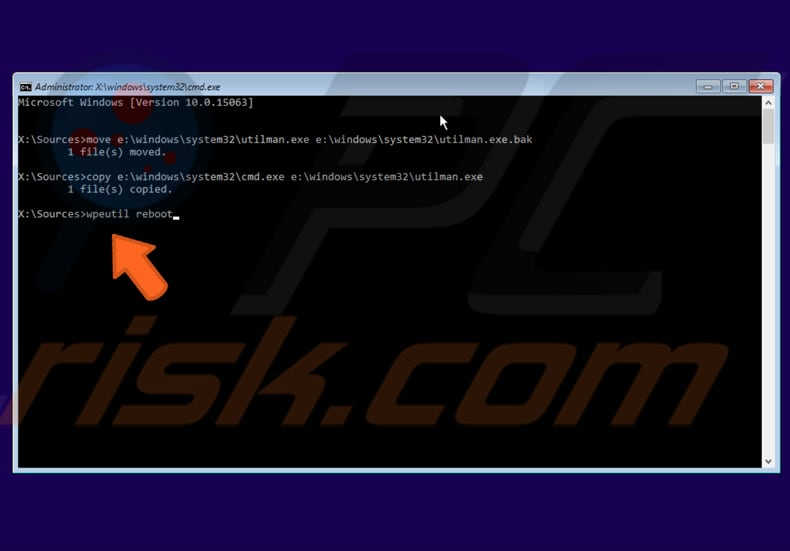 Administrator: X:\windows\system32\cmd.exe
Microsoft Windows [Version 10.0.15063]
X:\Sources>move e:\windows\system32\utilman.exe e:\windows\system32\utilman.exe.bak
1 file(s) moved.
X:\Sources>copy e:\windows\system32\cmd.exe e:\windows\system32\utilman.exe
1 file(s) copied.
X:\Sources>wpeutil reboot
PC
risk.com